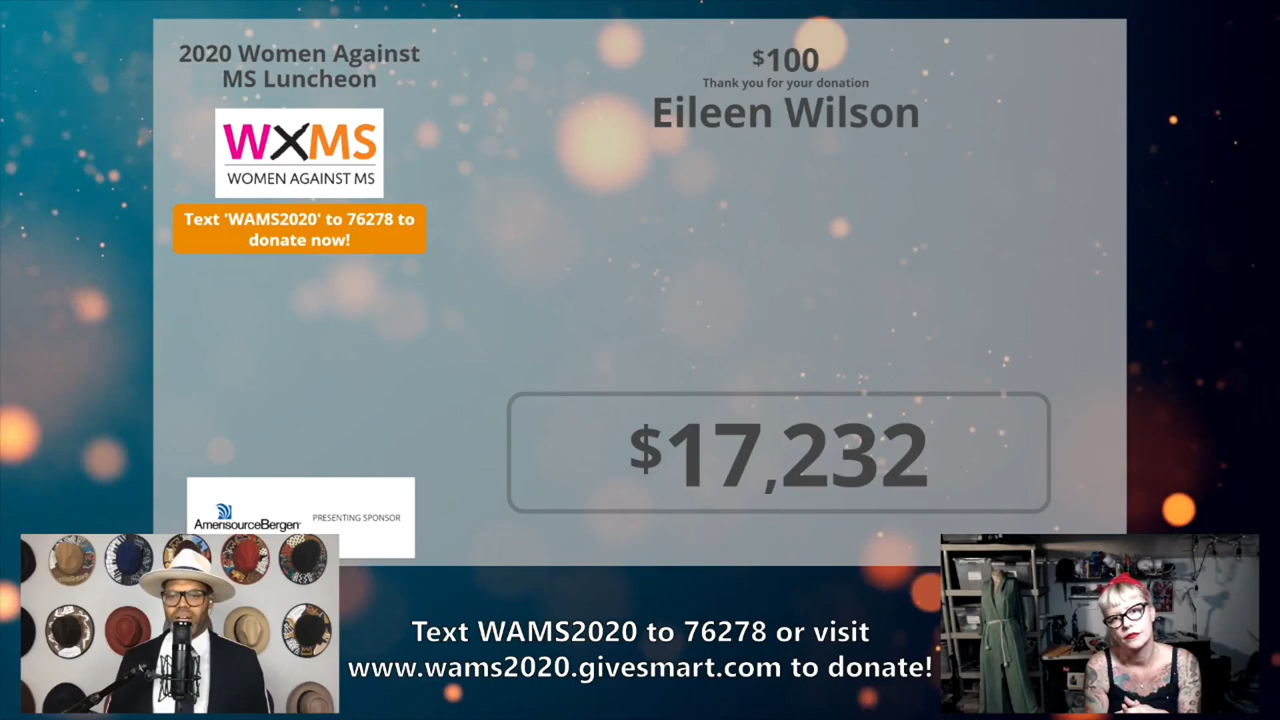 2020 Women Against
MS Luncheon
WXMS
WOMEN AGAINST MS
Text 'WAMS2020' to 76278 to
donate now!
$100
Thank you for your donation
Eileen Wilson
$17,232
AmerisourceBergen
PRESENTING SPONSOR
Text WAMS2020 to 76278 or visit
www.wams2020.givesmart.com to donate!